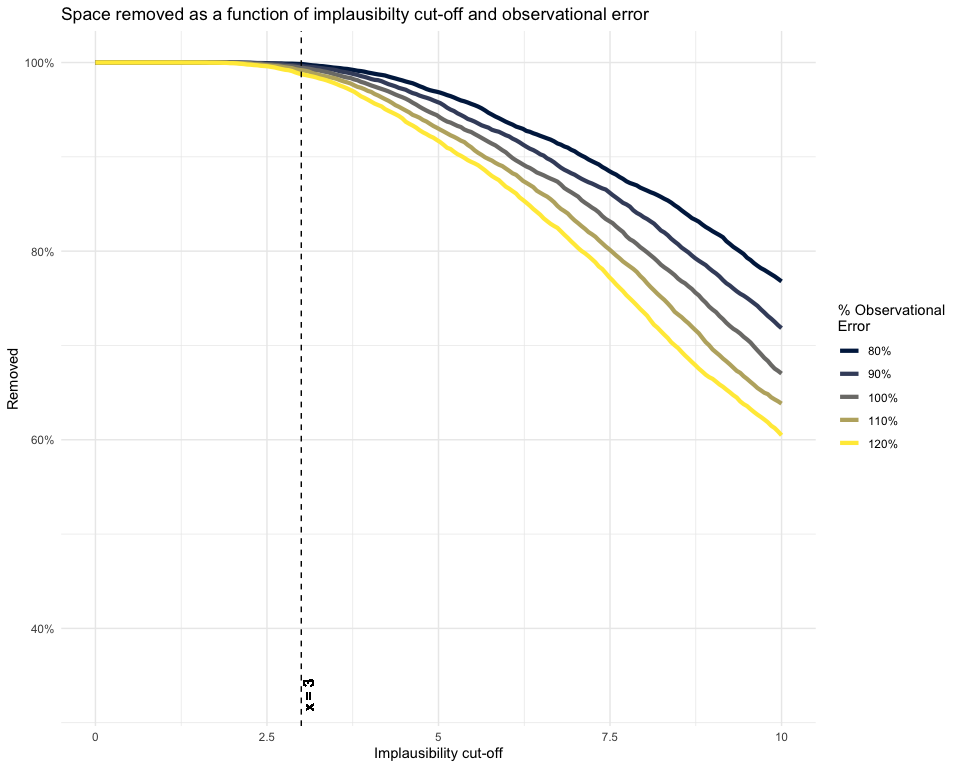 Space removed as a function of implausibilty cut-off and observational error
100%
80%
60%
40%
Removed
x = 3
0
2.5
5
7.5
10
Implausibility cut-off
% Observational
Error
80%
90%
100%
110%
120%